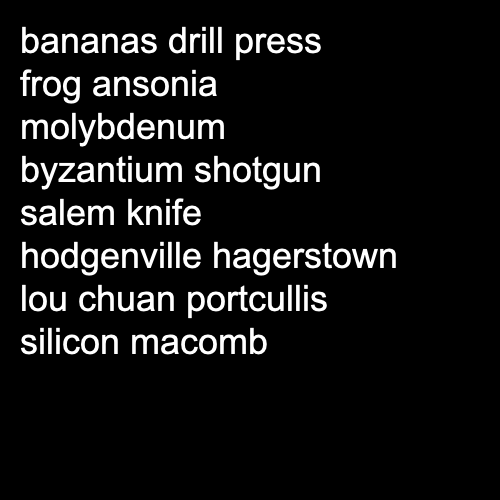 bananas drill press
frog ansonia
molybdenum
byzantium shotgun
salem knife
hodgenville hagerstown
lou chuan portcullis
silicon macomb